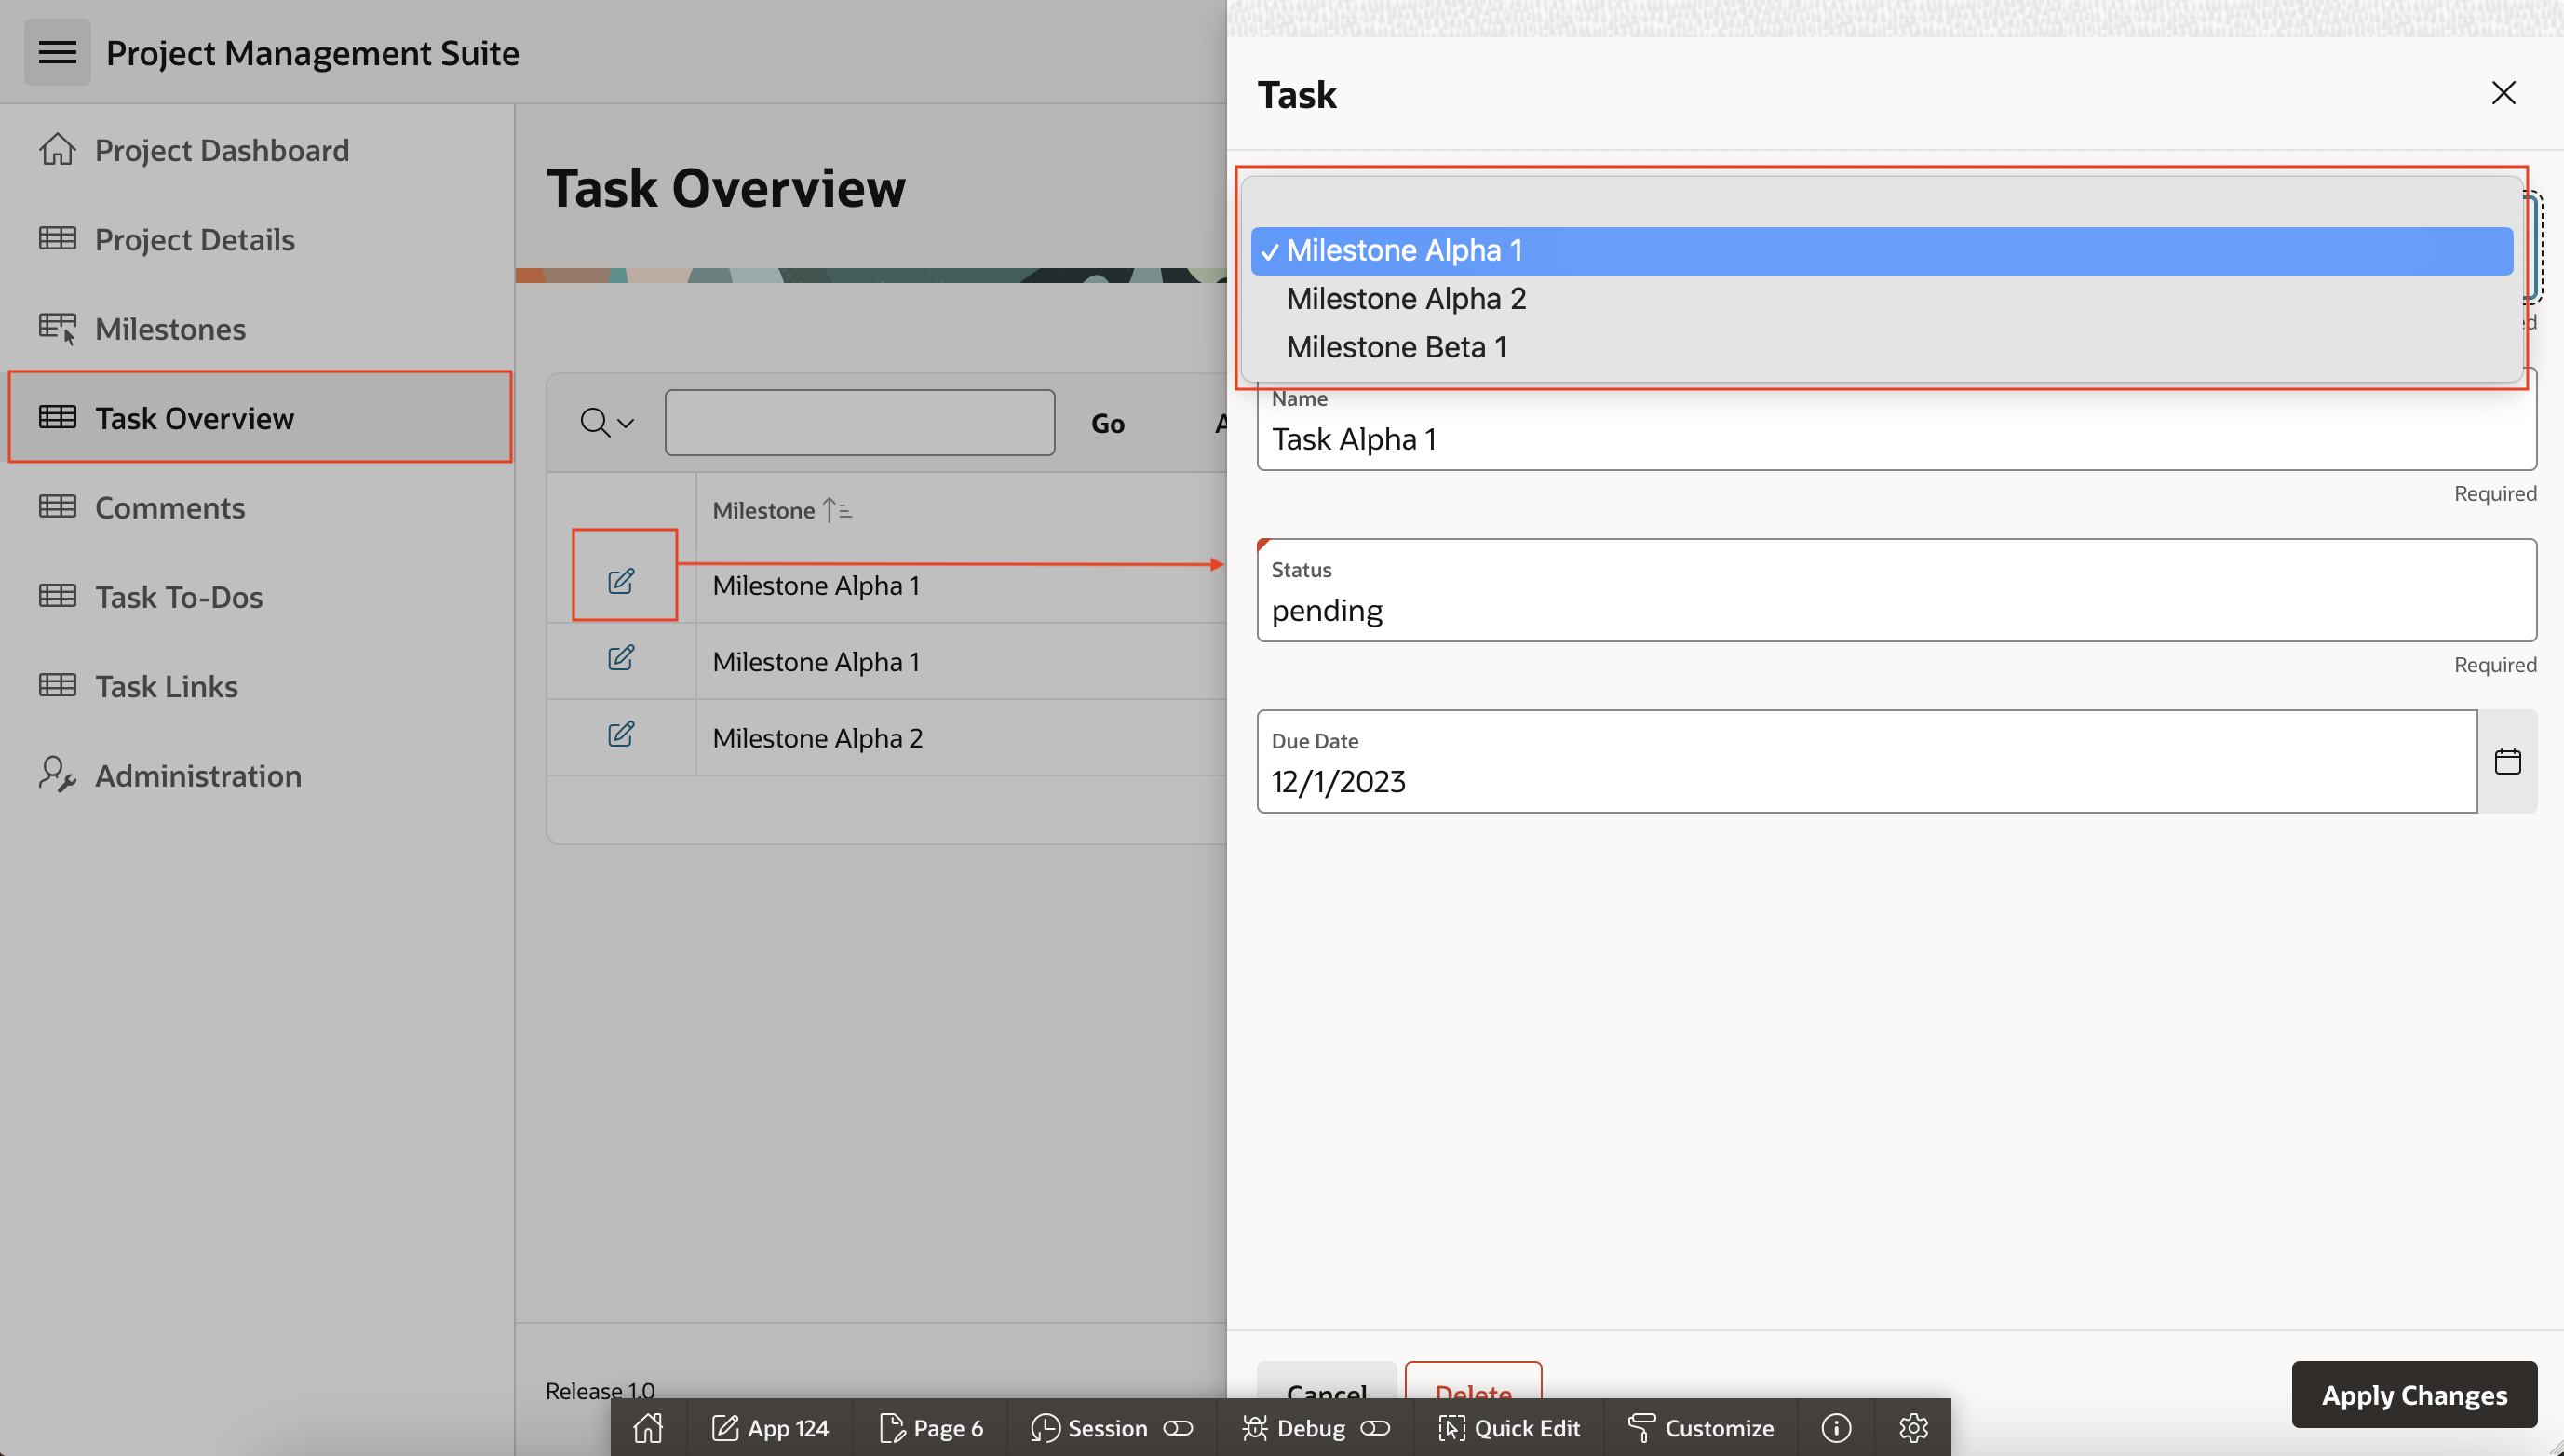 Project Management Suite
Project Dashboard
Project Details
Milestones
Task Overview
Comments
Task To-Dos
Task Links
Administration
Task Overview
Go
A
Milestone
Milestone Alpha 1
Milestone Alpha 1
Milestone Alpha 2
Release 1.0
Task
Milestone Alpha 1
Milestone Alpha 2
Milestone Beta 1
ed
Name
Task Alpha 1
Required
Status
pending
Required
Due Date
12/1/2023
Cancel
Delete
Apply Changes
App 124
Page 6
Session
Debug
Quick Edit
Customize